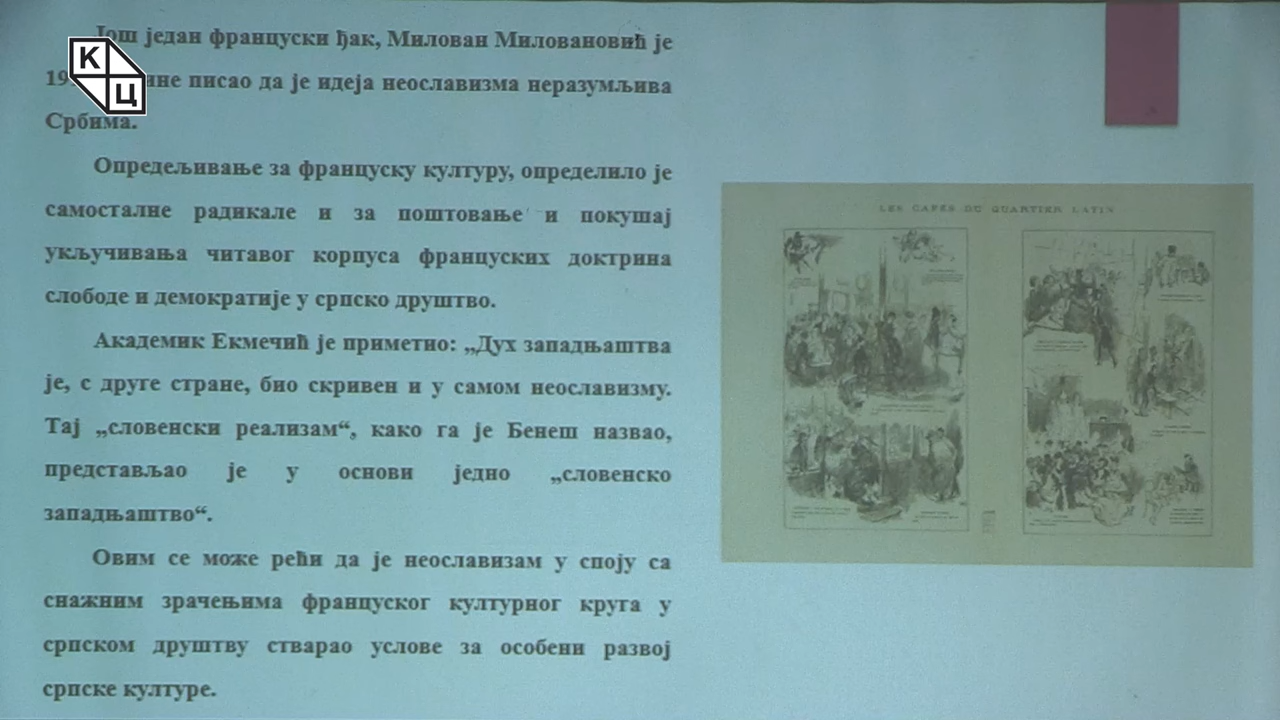 Још један француски ђак, Милован Миловановић је
19 ине писао да је идеја неославизма неразумљива
Србима.
Опредељивање за француску културу, определило је
самосталне радикале и за поштовање и покушај
укључивања читавог корпуса француских доктрина
слободе и демократије у српско друштво.
Академик Екмечић је приметио: „Дух западњаштва
је, с друге стране, био скривен и у самом неославизму.
Тај „словенски реализам“, како га је Бенеш назвао,
представљао је у основи једно „словенско
западњаштво“.
Овим се може рећи да је неославизам у споју са
снажним зрачењима француског културног круга у
српском друштву стварао услове за особени развој
српске културе.
К
Ц
LES CAFÉS DU QUARTIER LATIN